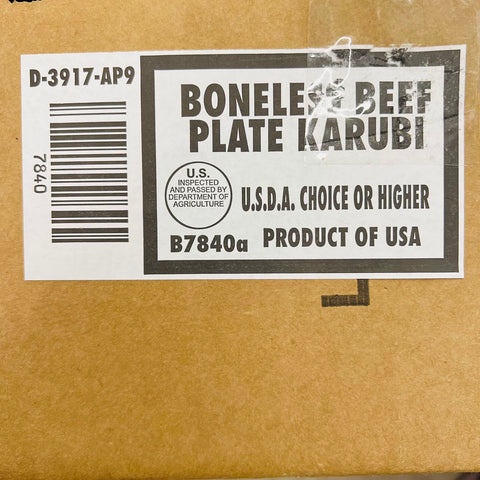 D-3917-AP9
7840
BONELESS BEEF
PLATE KARUBI
U.S.
INSPECTED
AND PASSED BY
DEPARTMENT OF
AGRICULTURE
U.S.D.A. CHOICE OR HIGHER
B7840a PRODUCT OF USA